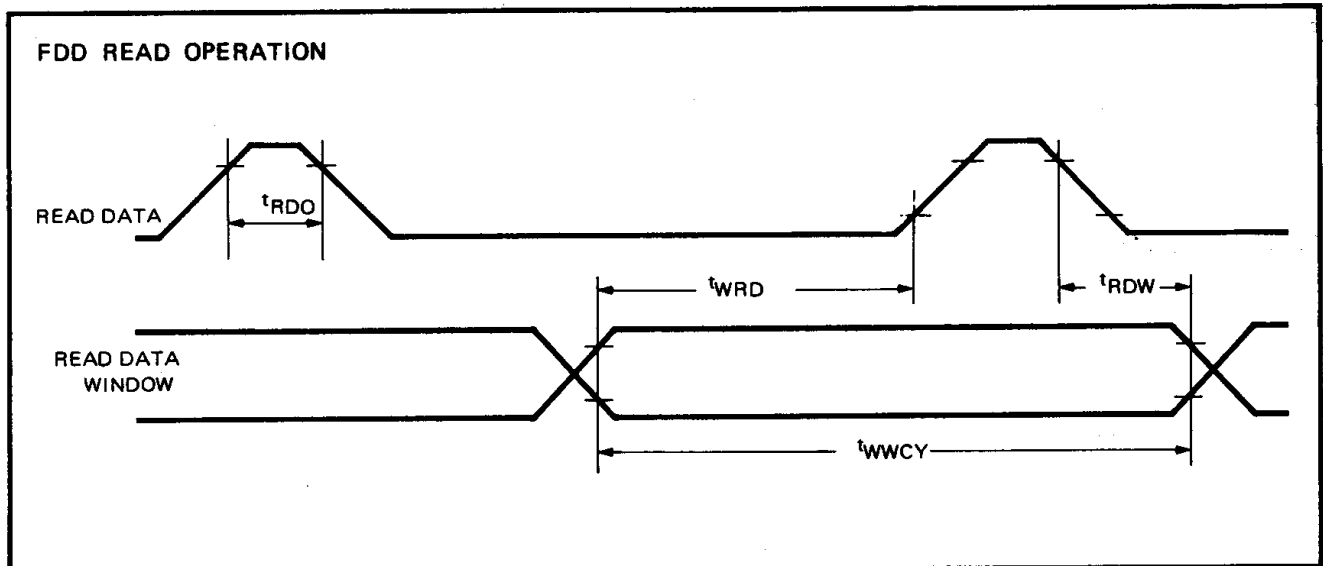 FDD READ OPERATION
tRDO
READ DATA
tWRD
tRDW
READ DATA
WINDOW
tWWCY